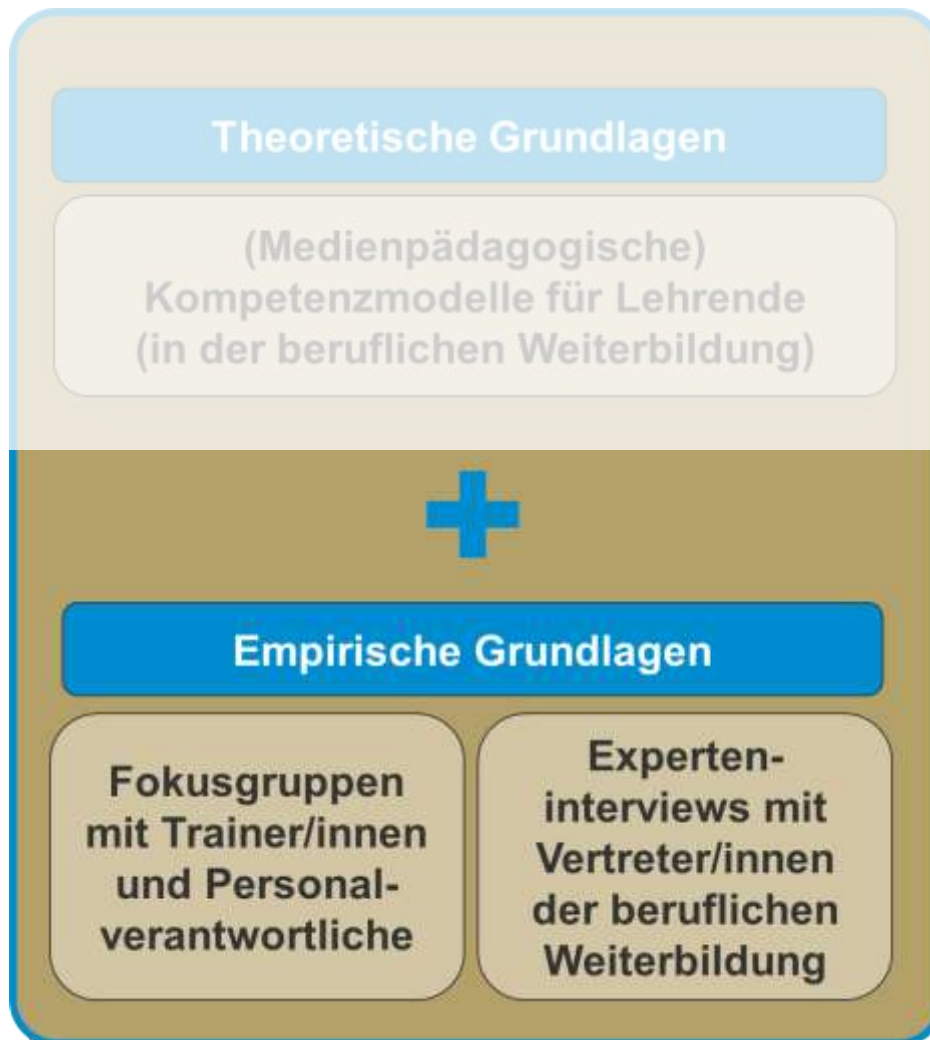 Theoretische Grundlagen
(Medienpädagogische)
Kompetenzmodelle für Lehrende
(in der beruflichen Weiterbildung)
Empirische Grundlagen
Fokusgruppen
mit Trainer/innen
und Personal-
verantwortliche
Experten-
interviews mit
Vertreter/innen
der beruflichen
Weiterbildung